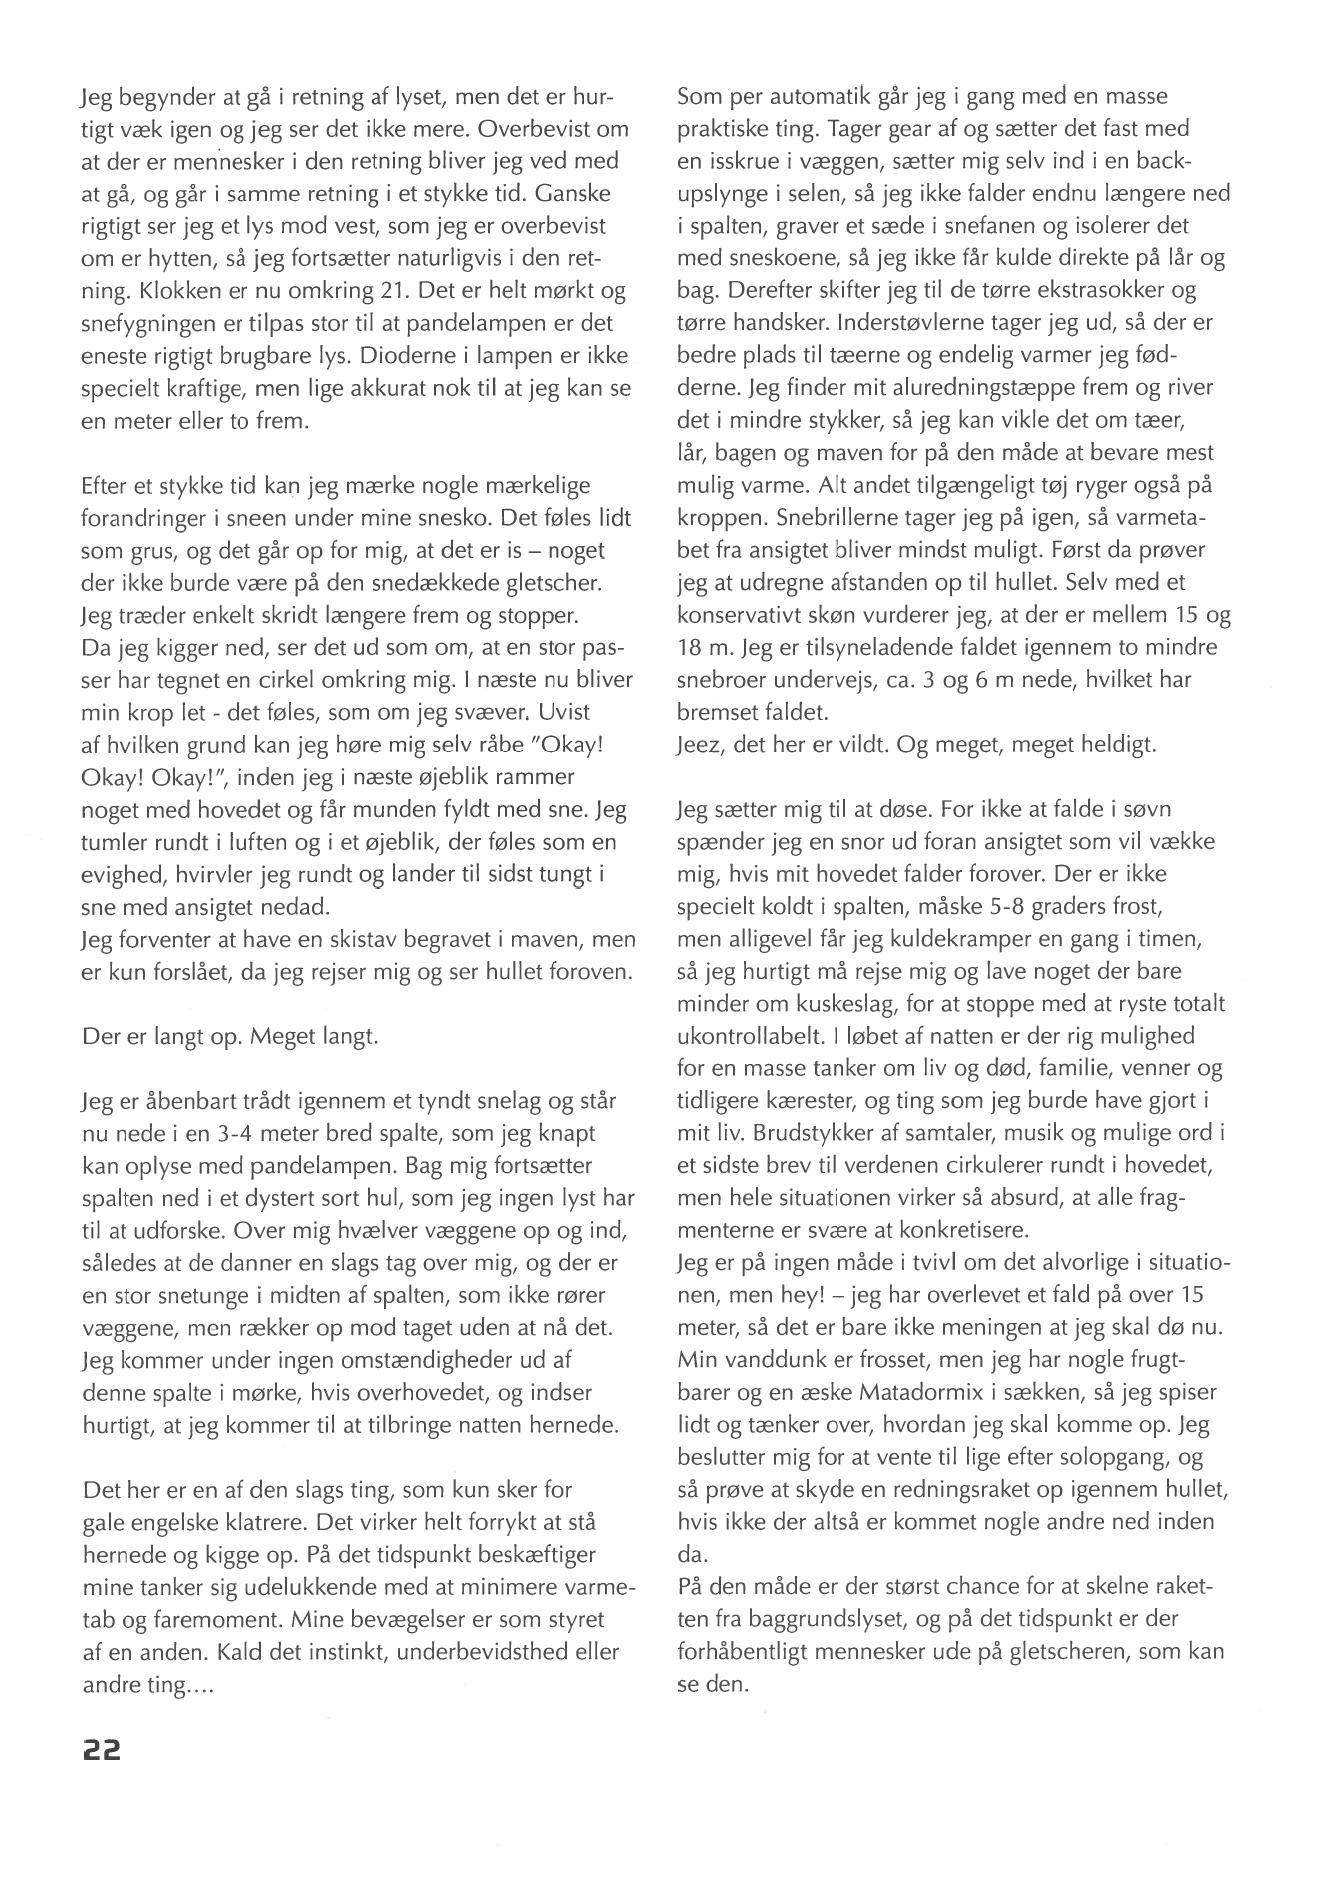 Jeg begynder at gå i retning af lyset, men det er hur-
tigt væk igen og jeg ser det ikke mere. Overbevist om
at der er mennesker i den retning bliver jeg ved med
at gå, og går i samme retning i et stykke tid. Ganske
rigtigt ser jeg et lys mod vest, som jeg er overbevist
om er hytten, så jeg fortsætter naturligvis i den ret-
ning. Klokken er nu omkring 21. Det er helt mørkt og
snefygningen er tilpas stor til at pandelampen er det
eneste rigtigt brugbare lys. Dioderne i lampen er ikke
specielt kraftige, men lige akkurat nok til at jeg kan se
en meter eller to frem.

Efter et stykke tid kan jeg mærke nogle mærkelige
forandringer i sneen under mine snesko. Det føles lidt
som grus, og det går op for mig, at det er is – noget
der ikke burde være på den snedækkede gletscher.
Jeg træder enkelt skridt længere frem og stopper.
Da jeg kigger ned, ser det ud som om, at en stor pas-
ser har tegnet en cirkel omkring mig. I næste nu bliver
min krop let - det føles, som om jeg svæver. Uvist
af hvilken grund kan jeg høre mig selv råbe "Okay!
Okay! Okay!", inden jeg i næste øjeblik rammer
noget med hovedet og får munden fyldt med sne. Jeg
tumler rundt i luften og i et øjeblik, der føles som en
evighed, hvirvler jeg rundt og lander til sidst tungt i
sne med ansigtet nedad.
Jeg forventer at have en skistav begravet i maven, men
er kun forslået, da jeg rejser mig og ser hullet foroven.

Der er langt op. Meget langt.

Jeg er åbenbart trådt igennem et tyndt snelag og står
nu nede i en 3-4 meter bred spalte, som jeg knapt
kan oplyse med pandelampen. Bag mig fortsætter
spalten ned i et dystert sort hul, som jeg ingen lyst har
til at udforske. Over mig hvælver væggene op og ind,
således at de danner en slags tag over mig, og der er
en stor snetunge i midten af spalten, som ikke rører
væggene, men rækker op mod taget uden at nå det.
Jeg kommer under ingen omstændigheder ud af
denne spalte i mørke, hvis overhovedet, og indser
hurtigt, at jeg kommer til at tilbringe natten hernede.

Det her er en af den slags ting, som kun sker for
gale engelske klatrere. Det virker helt forrykt at stå
hernede og kigge op. På det tidspunkt beskæftiger
mine tanker sig udelukkende med at minimere varme-
tab og faremoment. Mine bevægelser er som styret
af en anden. Kald det instinkt, underbevidsthed eller
andre ting....

Som per automatik går jeg i gang med en masse
praktiske ting. Tager gear af og sætter det fast med
en isskrue i væggen, sætter mig selv ind i en back-
upslynge i selen, så jeg ikke falder endnu længere ned
i spalten, graver et sæde i snefanen og isolerer det
med sneskoene, så jeg ikke får kulde direkte på lår og
bag. Derefter skifter jeg til de tørre ekstrasokker og
tørre handsker. Inderstøvlerne tager jeg ud, så der er
bedre plads til tæerne og endelig varmer jeg fød-
derne. Jeg finder mit aluredningstæppe frem og river
det i mindre stykker, så jeg kan vikle det om tæer,
lår, bagen og maven for på den måde at bevare mest
mulig varme. Alt andet tilgængeligt tøj ryger også på
kroppen. Snebrillerne tager jeg på igen, så varmeta-
bet fra ansigtet bliver mindst muligt. Først da prøver
jeg at udregne afstanden op til hullet. Selv med et
konservativt skøn vurderer jeg, at der er mellem 15 og
18 m. Jeg er tilsyneladende faldet igennem to mindre
snebroer undervejs, ca. 3 og 6 m nede, hvilket har
bremset faldet.
Jeez, det her er vildt. Og meget, meget heldigt.

Jeg sætter mig til at døse. For ikke at falde i søvn
spænder jeg en snor ud foran ansigtet som vil vække
mig, hvis mit hovedet falder forover. Der er ikke
specielt koldt i spalten, måske 5-8 graders frost,
men alligevel får jeg kuldekramper en gang i timen,
så jeg hurtigt må rejse mig og lave noget der bare
minder om kuskeslag, for at stoppe med at ryste totalt
ukontrollabelt. I løbet af natten er der rig mulighed
for en masse tanker om liv og død, familie, venner og
tidligere kærester, og ting som jeg burde have gjort i
mit liv. Brudstykker af samtaler, musik og mulige ord i
et sidste brev til verdenen cirkulerer rundt i hovedet,
men hele situationen virker så absurd, at alle frag-
menterne er svære at konkretisere.
Jeg er på ingen måde i tvivl om det alvorlige i situatio-
nen, men hey! – jeg har overlevet et fald på over 15
meter, så det er bare ikke meningen at jeg skal dø nu.
Min vanddunk er frosset, men jeg har nogle frugt-
barer og en æske Matadormix i sækken, så jeg spiser
lidt og tænker over, hvordan jeg skal komme op. Jeg
beslutter mig for at vente til lige efter solopgang, og
så prøve at skyde en redningsraket op igennem hullet,
hvis ikke der altså er kommet nogle andre ned inden
da.
På den måde er der størst chance for at skelne raket-
ten fra baggrundslyset, og på det tidspunkt er der
forhåbentligt mennesker ude på gletscheren, som kan
se den.

22